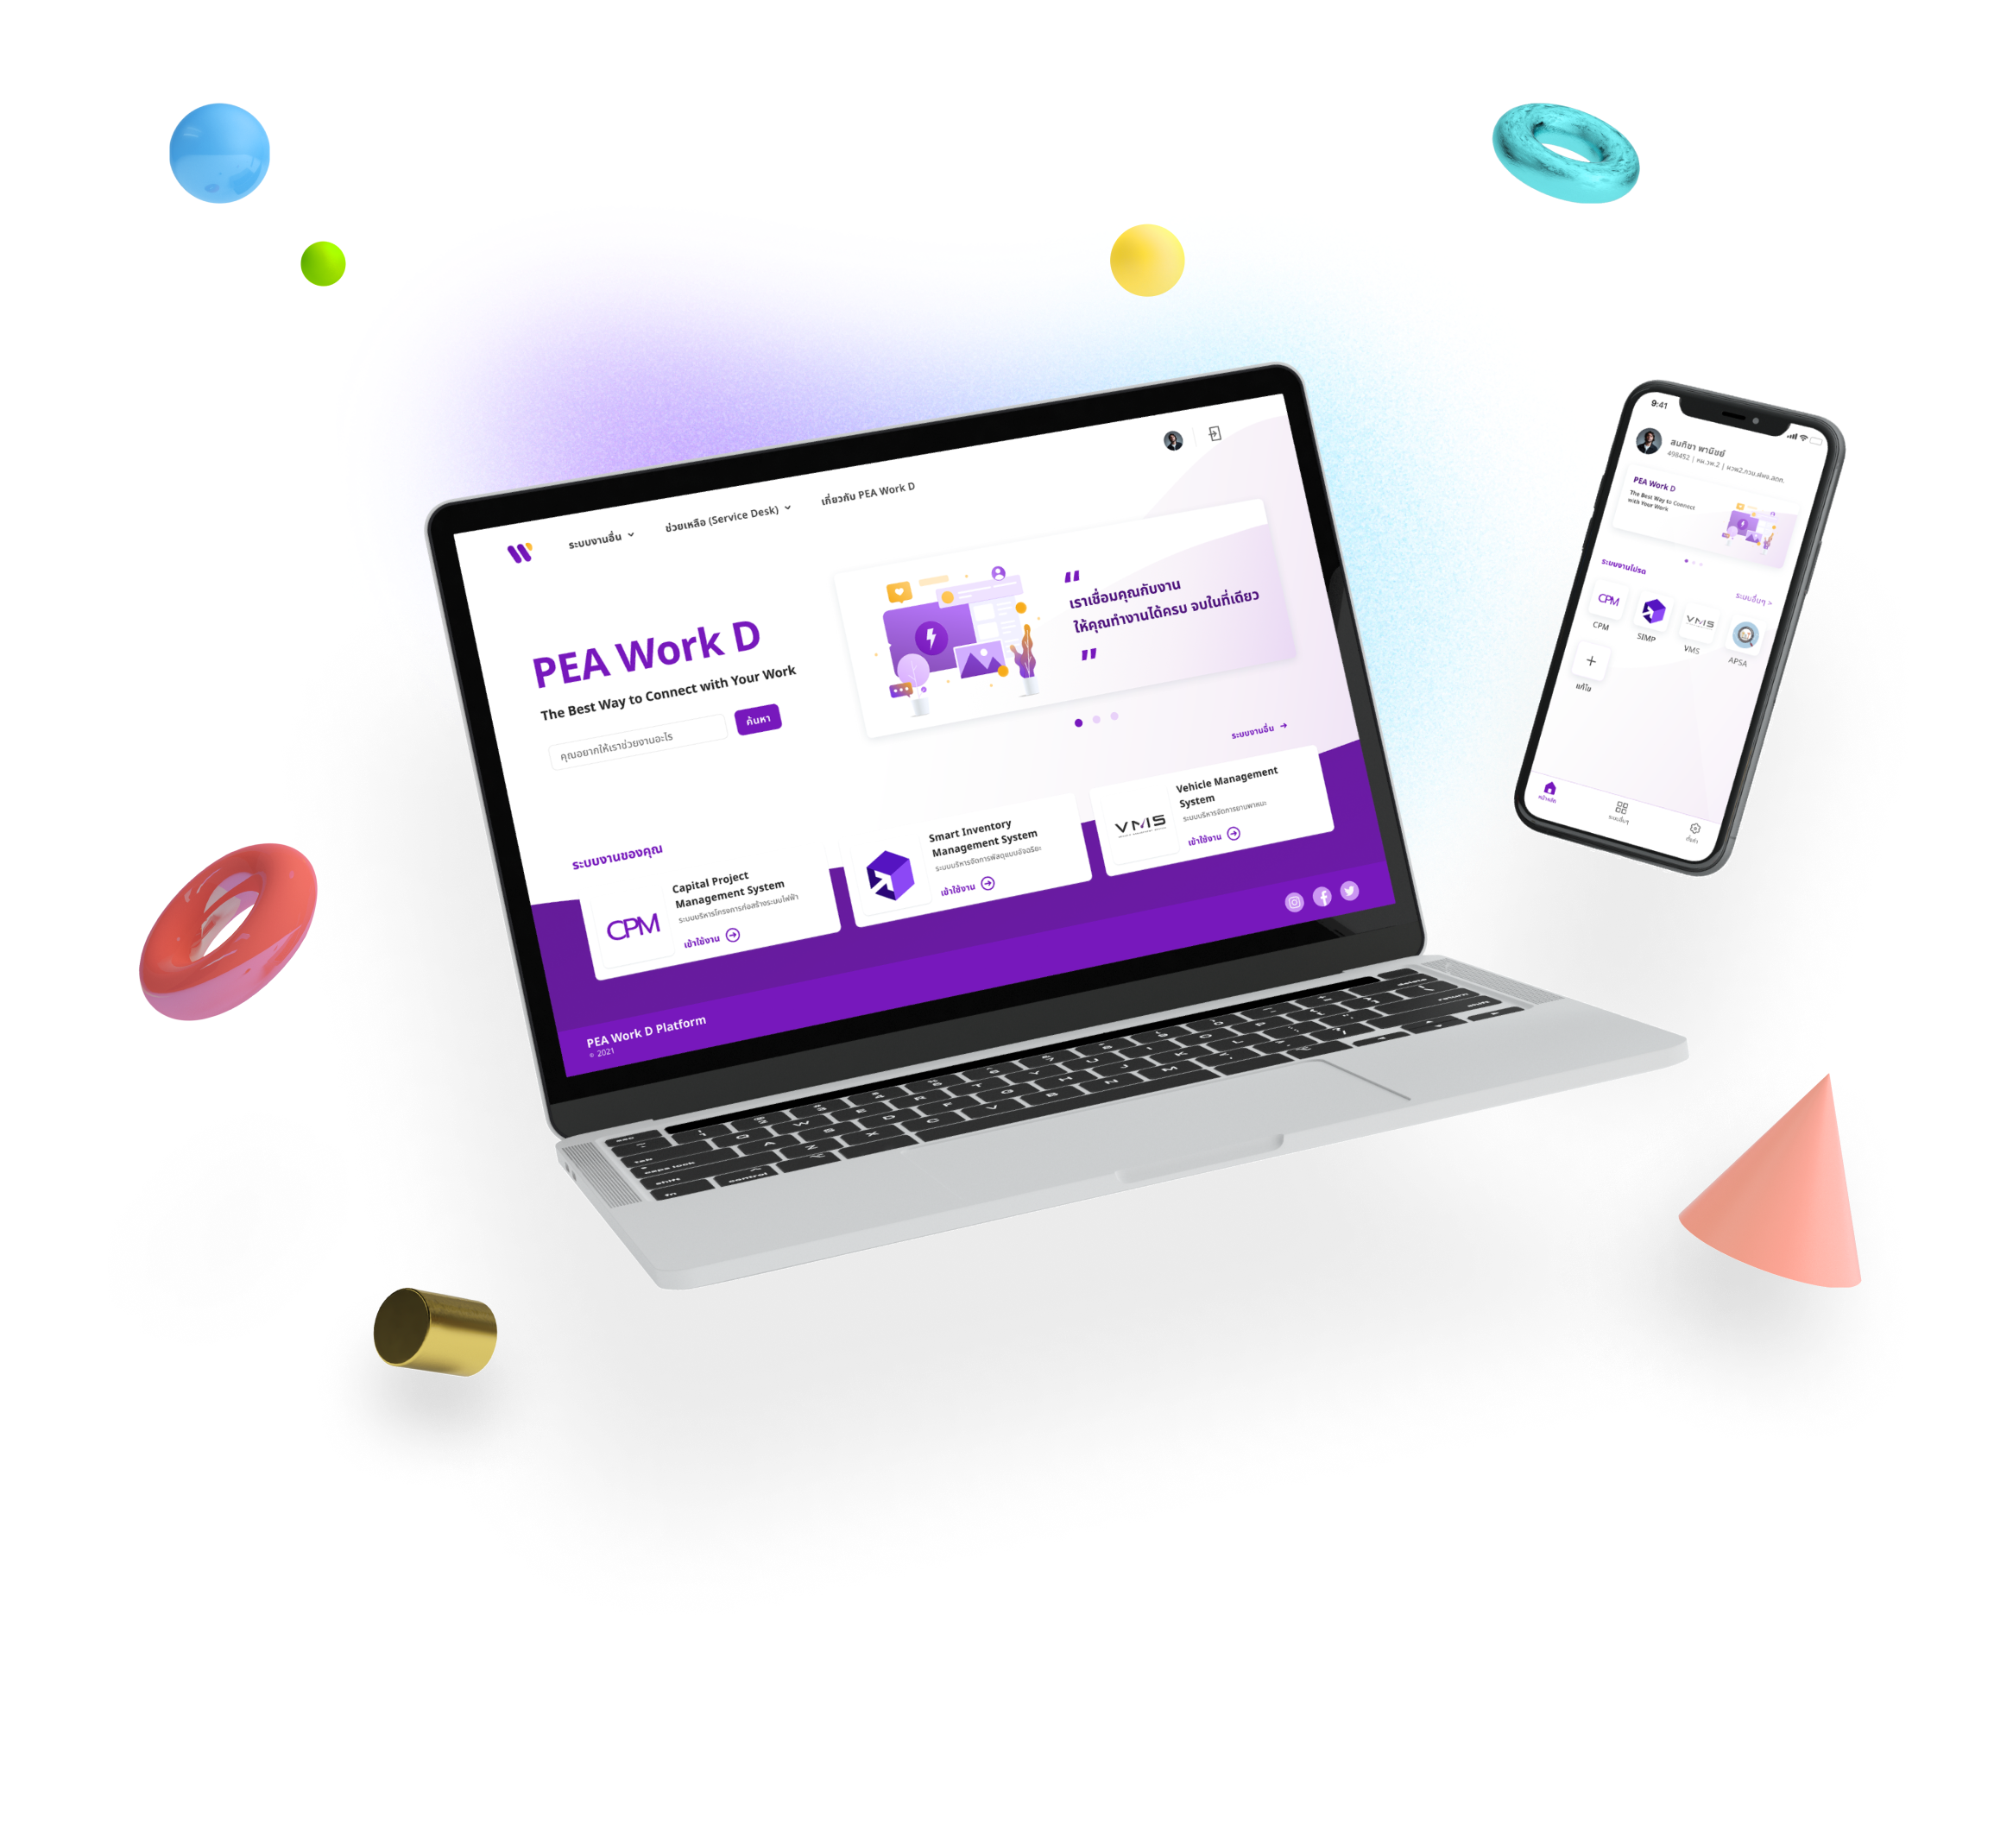 ระบบงานอื่น
ช่วยเหลือ (Service Desk)
เกี่ยวกับ PEA Work D
PEA Work D
The Best Way to Connect with Your Work
คุณอยากให้เราช่วยงานอะไร
ค้นหา
"
เราเชื่อมคุณกับงาน
ให้คุณทำงานได้ครบ จบในที่เดียว
"
ระบบงานของคุณ
ระบบงานอื่น →
CPM
Capital Project
Management System
ระบบบริหารโครงการก่อสร้างระบบไฟฟ้า
เข้าใช้งาน
Smart Inventory
Management System
ระบบบริหารจัดการพัสดุแบบอัจฉริยะ
เข้าใช้งาน
VMS
Vehicle Management
System
ระบบบริหารจัดการยานพาหนะ
เข้าใช้งาน
PEA Work D Platform
© 2021
9:41
498452
PEA Work D
The Best Way to Connect
with Your Work
ระบบงานโปรด
ระบบอื่นๆ >
CPM
CPM
SIMP
VMS
VMS
APSA
+
แก้ไข
หน้าหลัก
ระบบอื่นๆ
ตั้งค่า
tab
caps lock
shift
fn
control
delete
return
shift